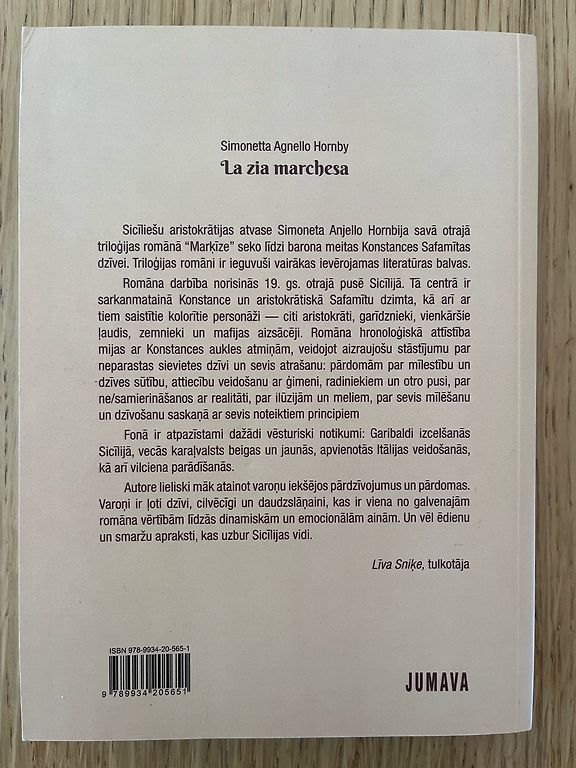 Simonetta Agnello Hornby
La zia marchesa
Sicīliešu aristokrātijas atvase Simoneta Anjello Hornbija savā otrajā
triloģijas romānā “Marķīze” seko līdzi barona meitas Konstances Safamītas
dzīvei. Triloģijas romāni ir ieguvuši vairākas ievērojamas literatūras balvas.
Romāna darbība norisinās 19. gs. otrajā pusē Sicīlijā. Tā centrā ir
sarkanmatainā Konstance un aristokrātiskā Safamītu dzimta, kā arī ar
tiem saistītie kolorītie personāži — citi aristokrāti, garīdznieki, vienkāršie
ļaudis, zemnieki un mafijas aizsācēji. Romāna hronoloģiskā attīstība
mijas ar Konstances aukles atmiņām, veidojot aizraujošu stāstījumu par
neparastas sievietes dzīvi un sevis atrašanu: pārdomām par mīlestību un
dzīves sūtību, attiecību veidošanu ar ģimeni, radiniekiem un otro pusi, par
ne/samierināšanos ar realitāti, par ilūzijām un meliem, par sevis mīlēšanu
un dzīvošanu saskaņā ar sevis noteiktiem principiem
Fonā ir atpazīstami dažādi vēsturiski notikumi: Garibaldi izcelšanās
Sicīlijā, vecās karaļvalsts beigas un jaunās, apvienotās Itālijas veidošanās,
kā arī vilciena parādīšanās.
Autore lieliski māk atainot varoņu iekšējos pārdzīvojumus un pārdomas.
Varoņi ir ļoti dzīvi, cilvēcīgi un daudzslāņaini, kas ir viena no galvenajām
romāna vērtībām līdzās dinamiskām un emocionālām ainām. Un vēl ēdienu
un smaržu apraksti, kas uzbur Sicīlijas vidi.
Līva Sniķe, tulkotāja
ISBN 978-9934-20-565-1
9 789934 205651
JUMAVA